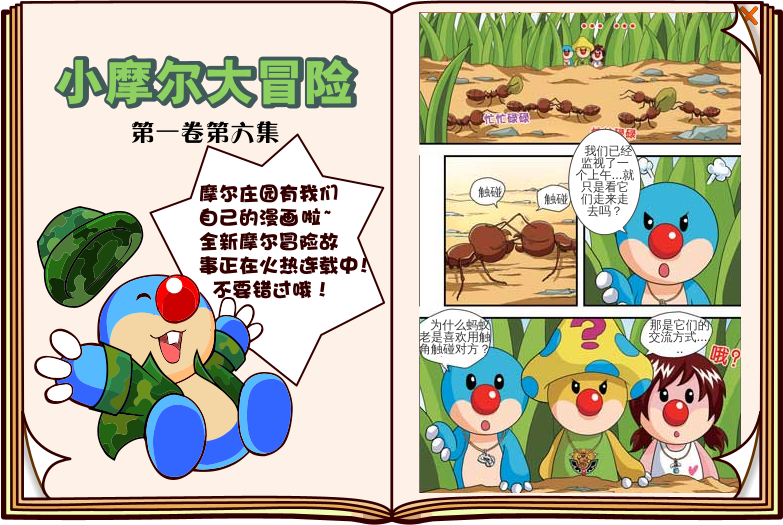 小摩尔大冒险
第一卷第六集
摩尔庄园有我们
自己的漫画啦~
全新摩尔冒险故
事正在火热连载中!
不要错过哦！
... ...
忙忙碌碌
忙忙碌碌
触碰
触碰
我们已经
监视了一
个上午...就
只是看它
们走来走
去吗？
为什么蚂蚁
老是喜欢用触
角触碰对方？
?
那是它们的
交流方式...
..
哦?